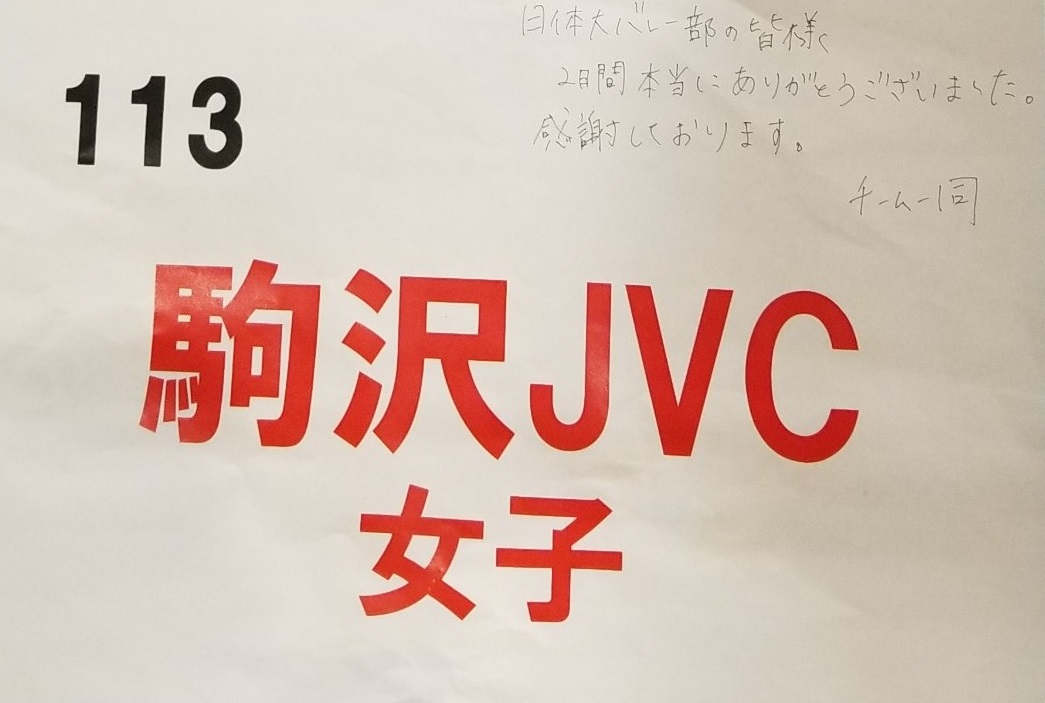 日体大バレー部の皆様へ
2日間本当にありがとうございました。
感謝しております。
チーム一同
113
駒沢JVC
女子